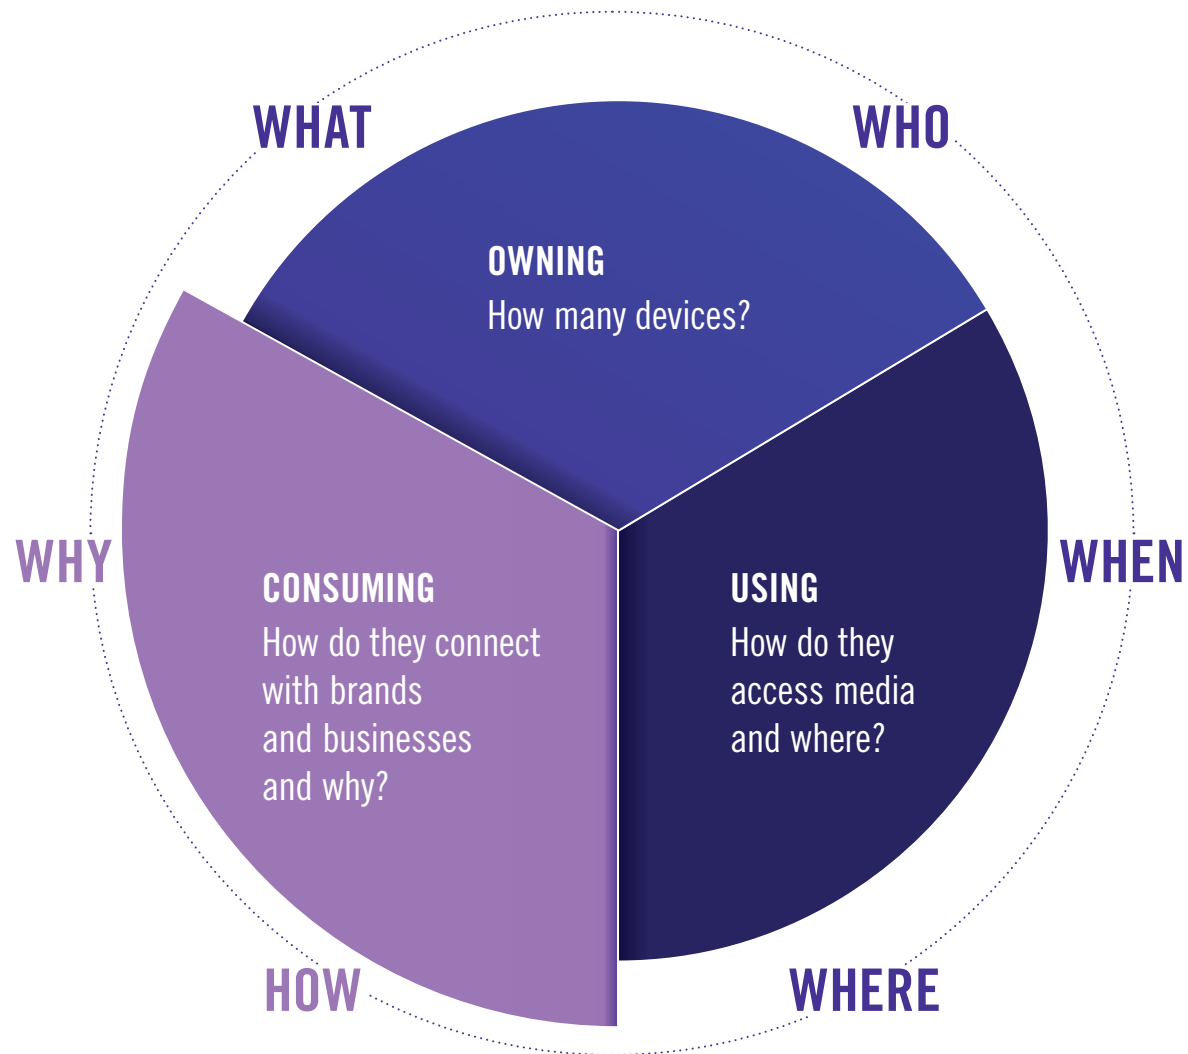 WHAT
WHO
OWNING
How many devices?
WHY
WHEN
CONSUMING
How do they connect
with brands
and businesses
and why?
USING
How do they
access media
and where?
HOW
WHERE